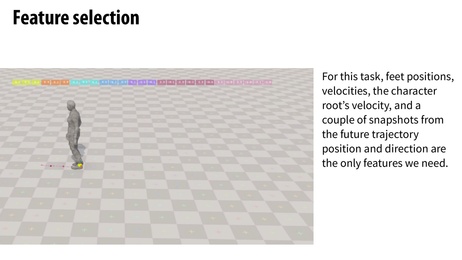 Feature selection
For this task, feet positions,
velocities, the character
root's velocity, and a
couple of snapshots from
the future trajectory
position and direction are
the only features we need.